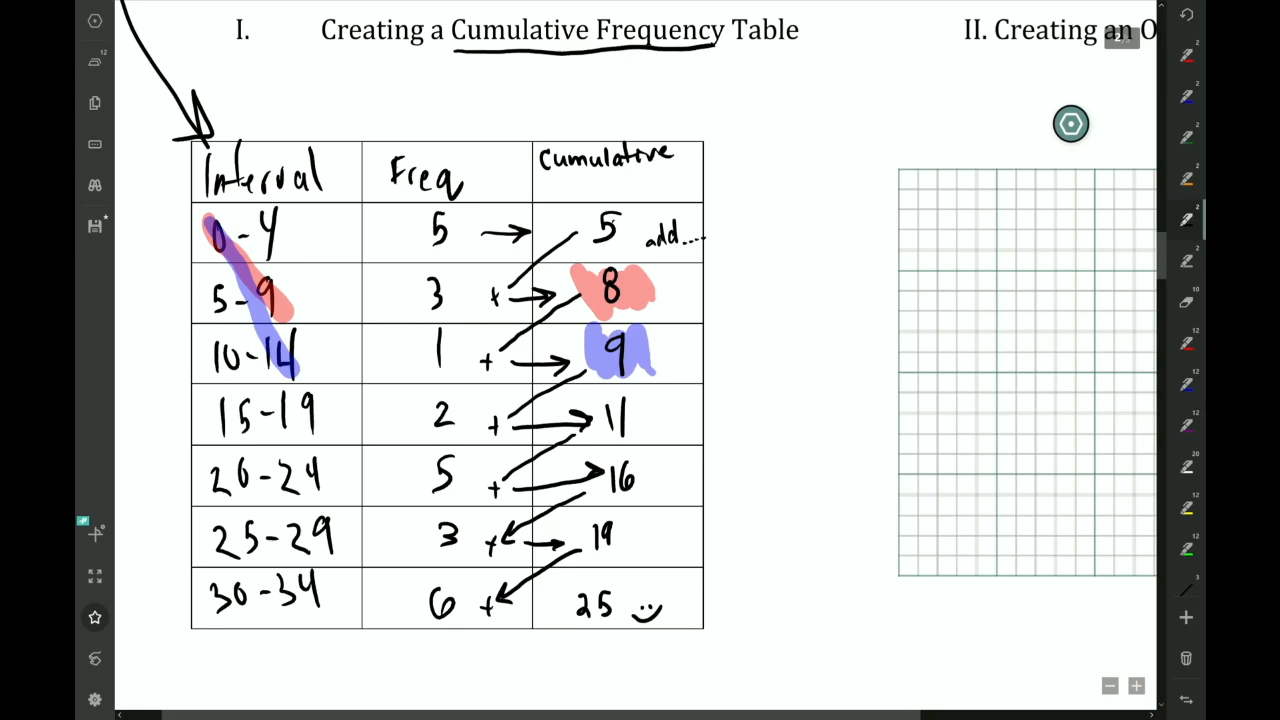 I. Creating a Cumulative Frequency Table
II. Creating an O
Interval Freq Cumulative
0-4 5 5 add....
5-9 3 + 8
10-14 1 + 9
15-19 2 + 11
20-24 5 + 16
25-29 3 + 19
30-34 6 + 25